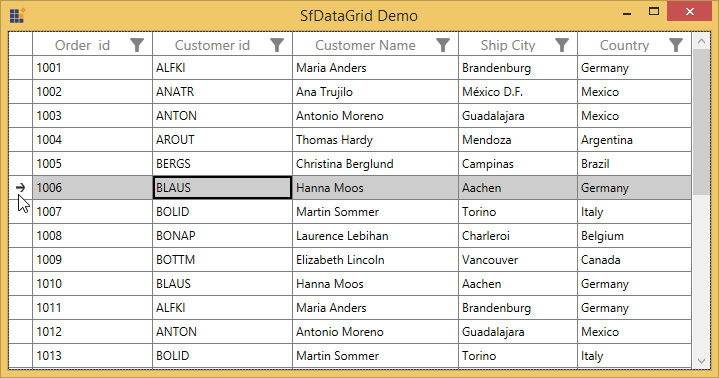 SfDataGrid Demo
Order id Customer id Customer Name Ship City Country
1001 ALFKI Maria Anders Brandenburg Germany
1002 ANATR Ana Trujilo México D.F. Mexico
1003 ANTON Antonio Moreno Guadalajara Mexico
1004 AROUT Thomas Hardy Mendoza Argentina
1005 BERGS Christina Berglund Campinas Brazil
1006 BLAUS Hanna Moos Aachen Germany
1007 BOLID Martin Sommer Torino Italy
1008 BONAP Laurence Lebihan Charleroi Belgium
1009 BOTTM Elizabeth Lincoln Vancouver Canada
1010 BLAUS Hanna Moos Aachen Germany
1011 ALFKI Maria Anders Brandenburg Germany
1012 ANTON Antonio Moreno Guadalajara Mexico
1013 BOLID Martin Sommer Torino Italy